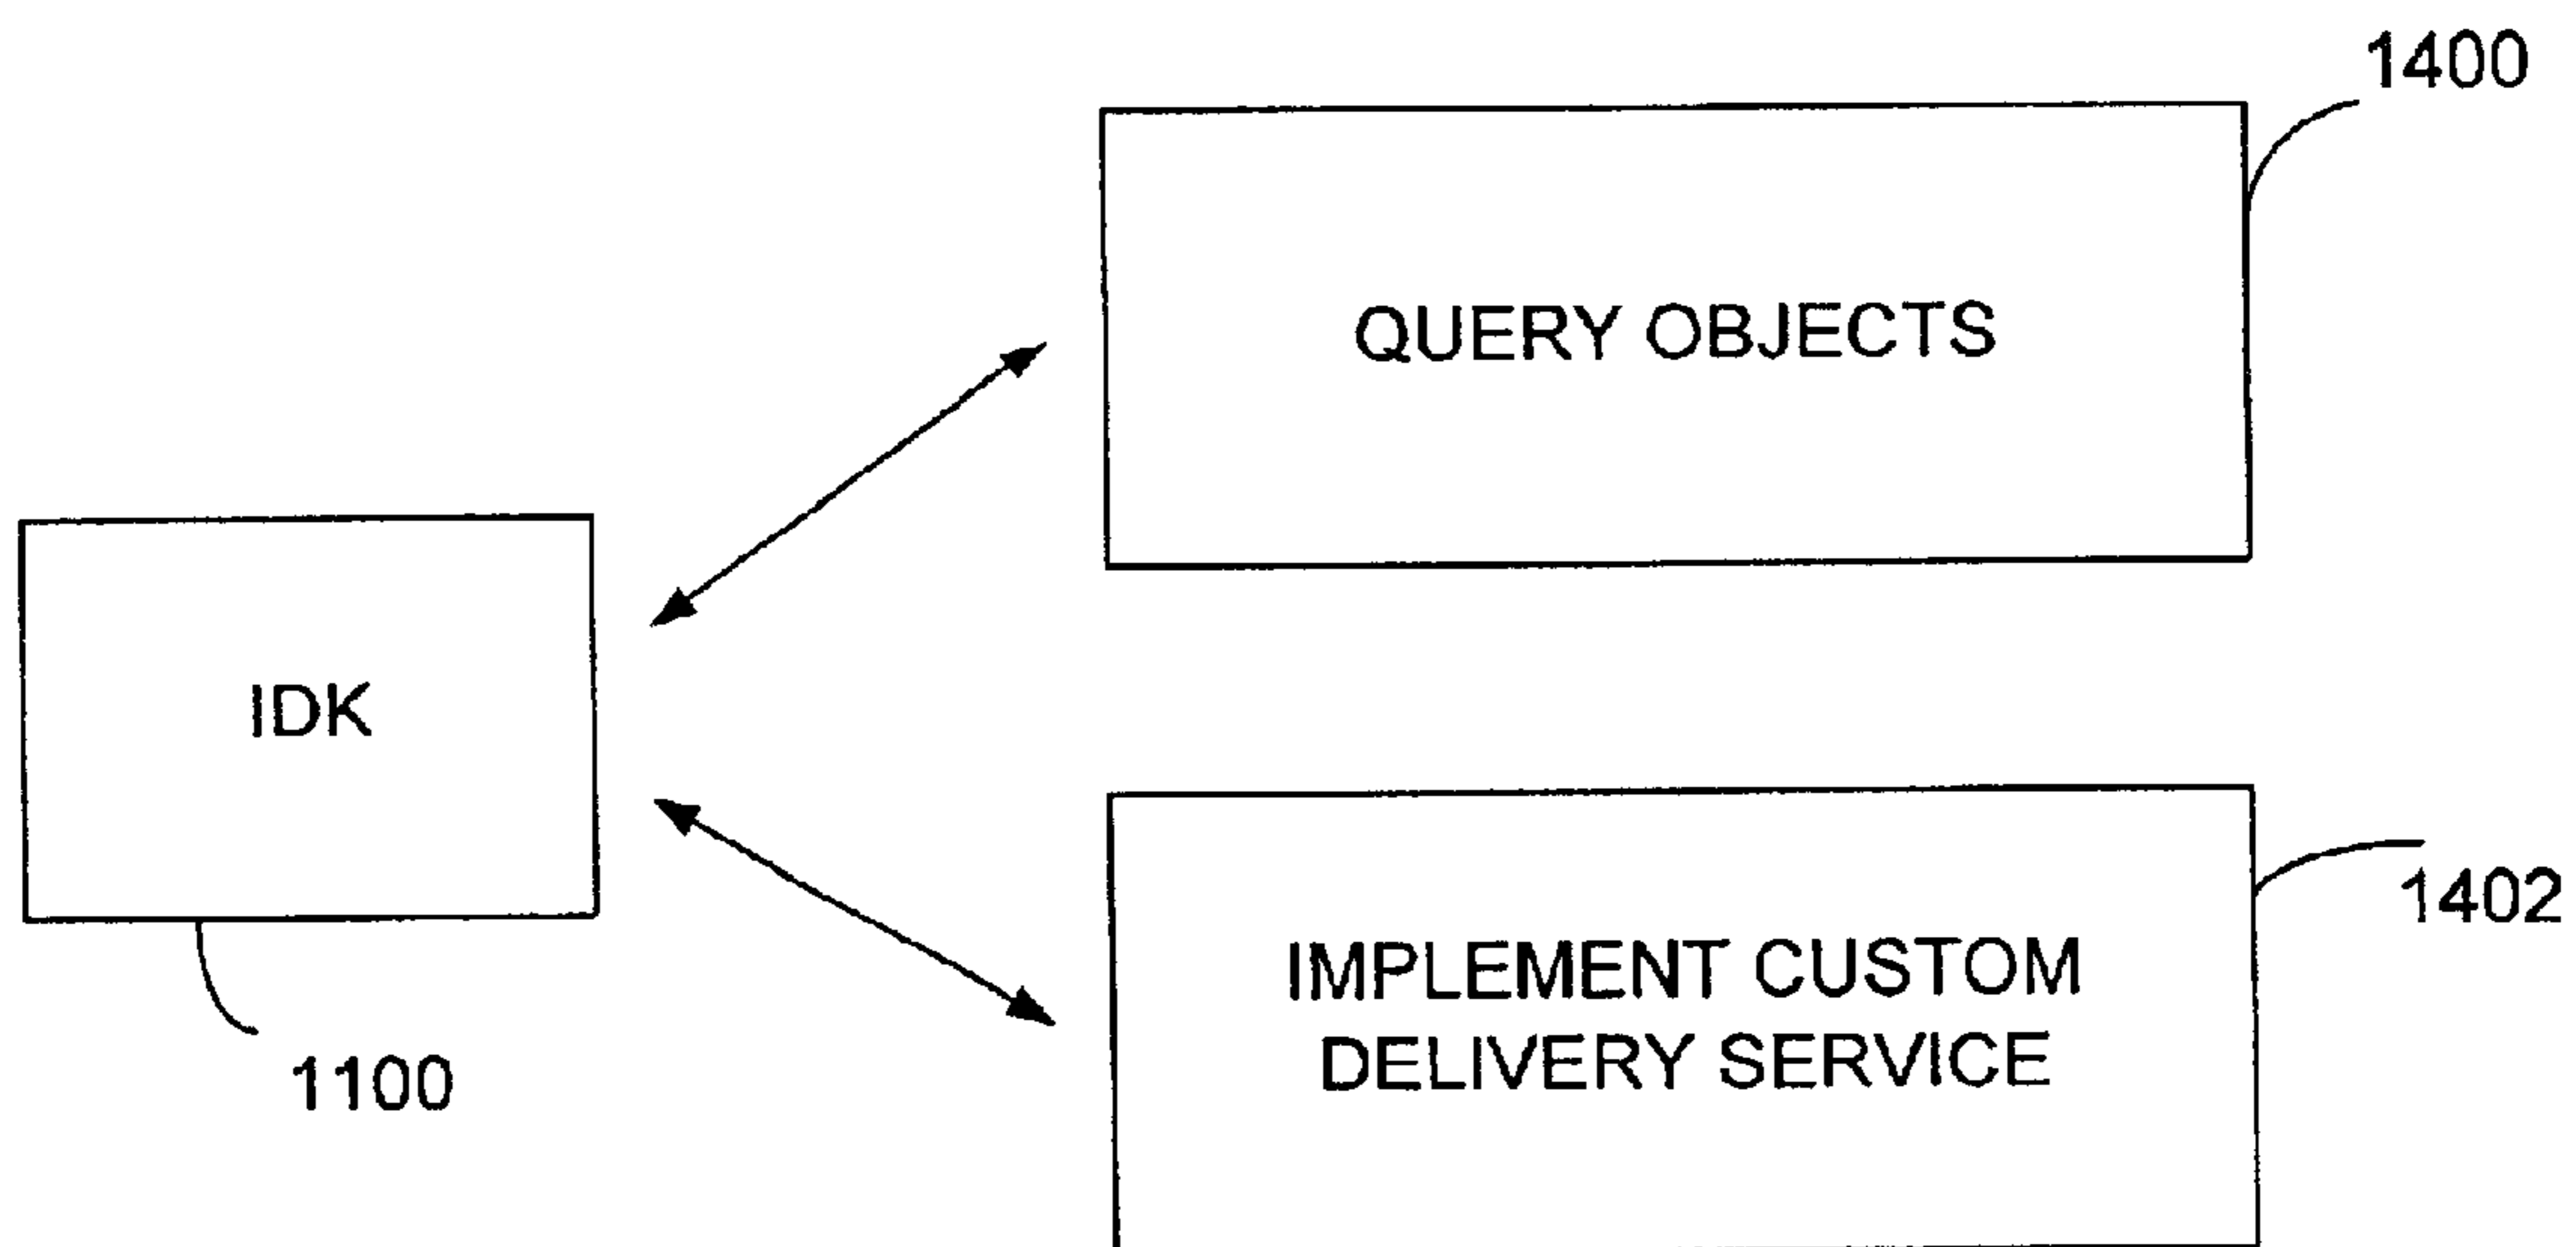 1400
QUERY OBJECTS
IDK
1100
IMPLEMENT CUSTOM
DELIVERY SERVICE
1402